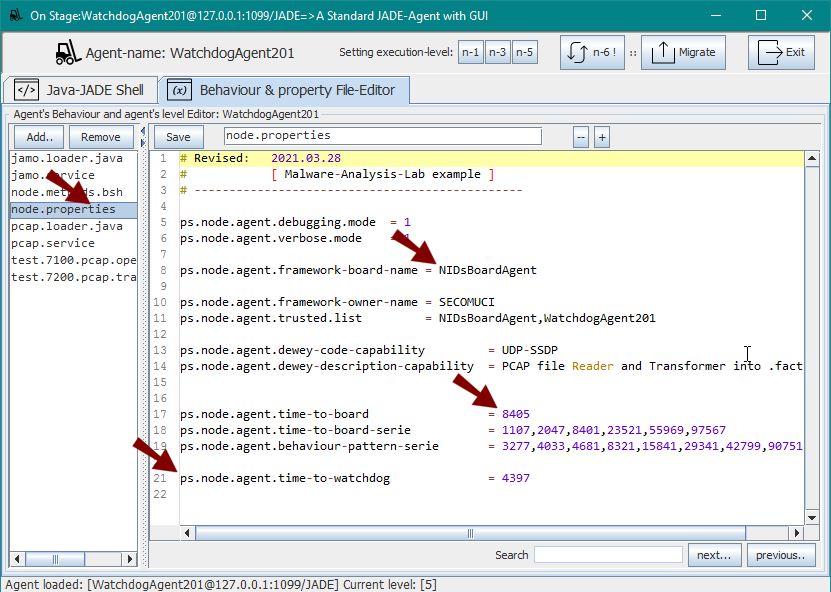 On Stage:WatchdogAgent201@127.0.0.1:1099/JADE=>A Standard JADE-Agent with GUI
Agent-name: WatchdogAgent201
Setting execution-level:
n-1
n-3
n-5
n-6 !
::
Migrate
Exit
</> Java-JADE Shell
(x) Behaviour & property File-Editor
Agent's Behaviour and agent's level Editor: WatchdogAgent201
Add..
Remove
Save
node.properties
--
+
jamo.loader.java
jamo.service
node.methods.bsh
node.properties
pcap.loader.java
pcap.service
test.7100.pcap.ope
test.7200.pcap.tra
1 # Revised: 2021.03.28
2 # [ Malware-Analysis-Lab example ]
3 # ----------------------------------------------
4
5 ps.node.agent.debugging.mode = 1
6 ps.node.agent.verbose.mode
7
8 ps.node.agent.framework-board-name = NIDsBoardAgent
9
10 ps.node.agent.framework-owner-name = SECOMUCI
11 ps.node.agent.trusted.list = NIDsBoardAgent,WatchdogAgent201
12
13 ps.node.agent.dewey-code-capability = UDP-SSDP
14 ps.node.agent.dewey-description-capability = PCAP file Reader and Transformer into .fact
15
16
17 ps.node.agent.time-to-board = 8405
18 ps.node.agent.time-to-board-serie = 1107,2047,8401,23521,55969,97567
19 ps.node.agent.behaviour-pattern-serie = 3277,4033,4681,8321,15841,29341,42799,90751
21 ps.node.agent.time-to-watchdog = 4397
22
Search
next...
previous..
Agent loaded: [WatchdogAgent201@127.0.0.1:1099/JADE] Current level: [5]